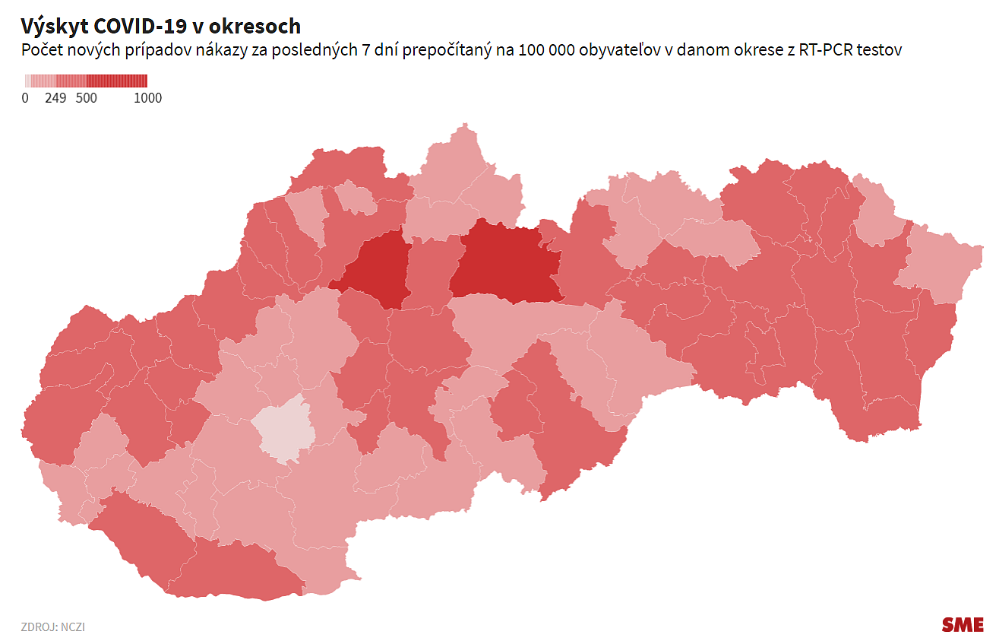 Výskyt COVID-19 v okresoch
Počet nových prípadov nákazy za posledných 7 dní prepočítaný na 100 000 obyvateľov v danom okrese z RT-PCR testov
0 249 500 1000
ZDROJ: NCZI
SME